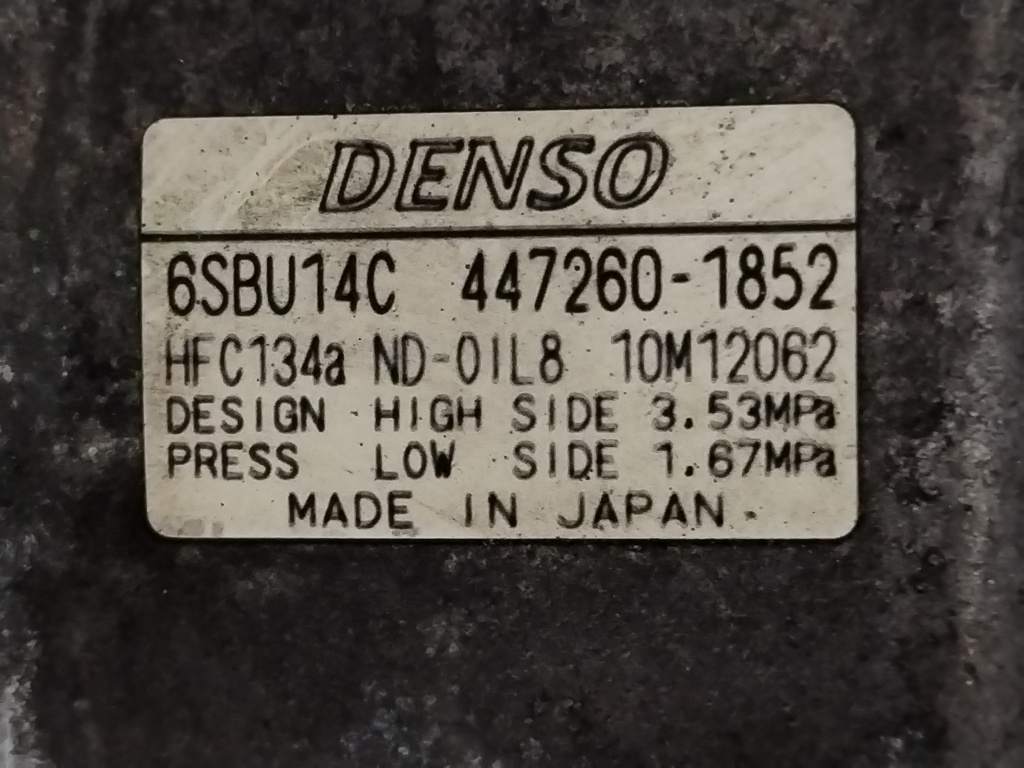 DENSO
6SBU14C 447260-1852
HFC134a ND-OIL8 10M12062
DESIGN HIGH SIDE 3.53MPa
PRESS LOW SIDE 1.67MPa
MADE IN JAPAN